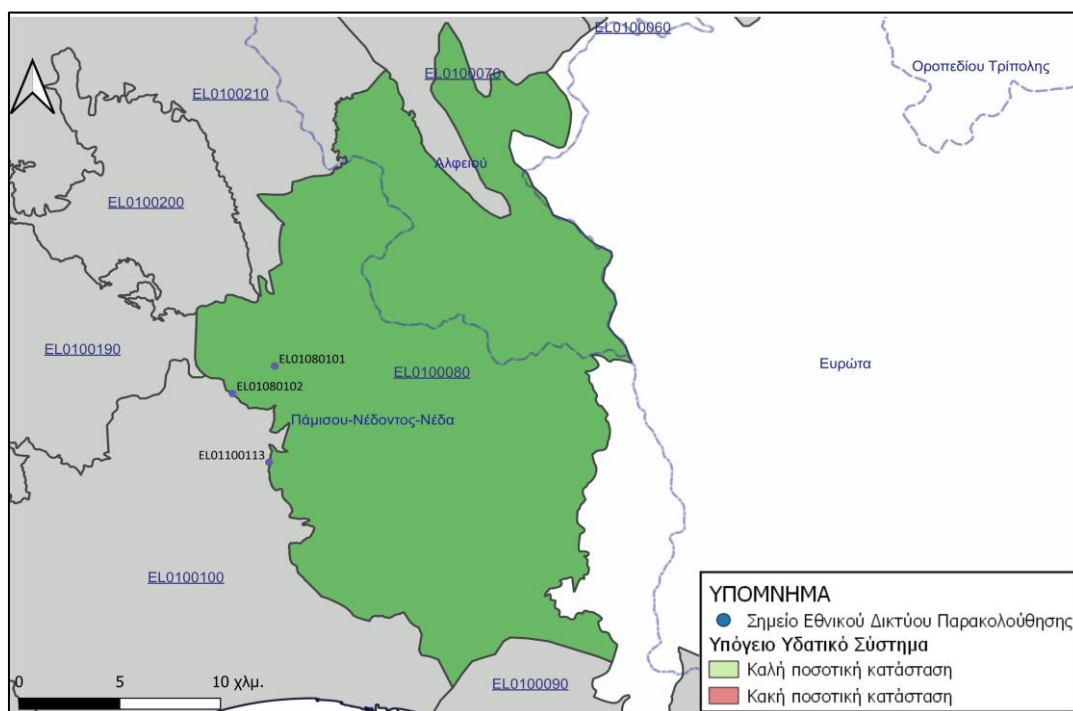 EL0100060
Οροπεδίου Τρίπολης
EL0100070
EL0100210
Αλφειού
EL0100200
EL0100190
EL01080101
EL0100080
Ευρώτα
EL01080102
Πάμισου-Νέδοντος-Νέδα
EL01100113
EL0100100
EL0100090
0 5 10 χλμ.
ΥΠΟΜΝΗΜΑ
Σημείο Εθνικού Δικτύου Παρακολούθησης
Υπόγειο Υδατικό Σύστημα
Καλή ποσοτική κατάσταση
Κακή ποσοτική κατάσταση